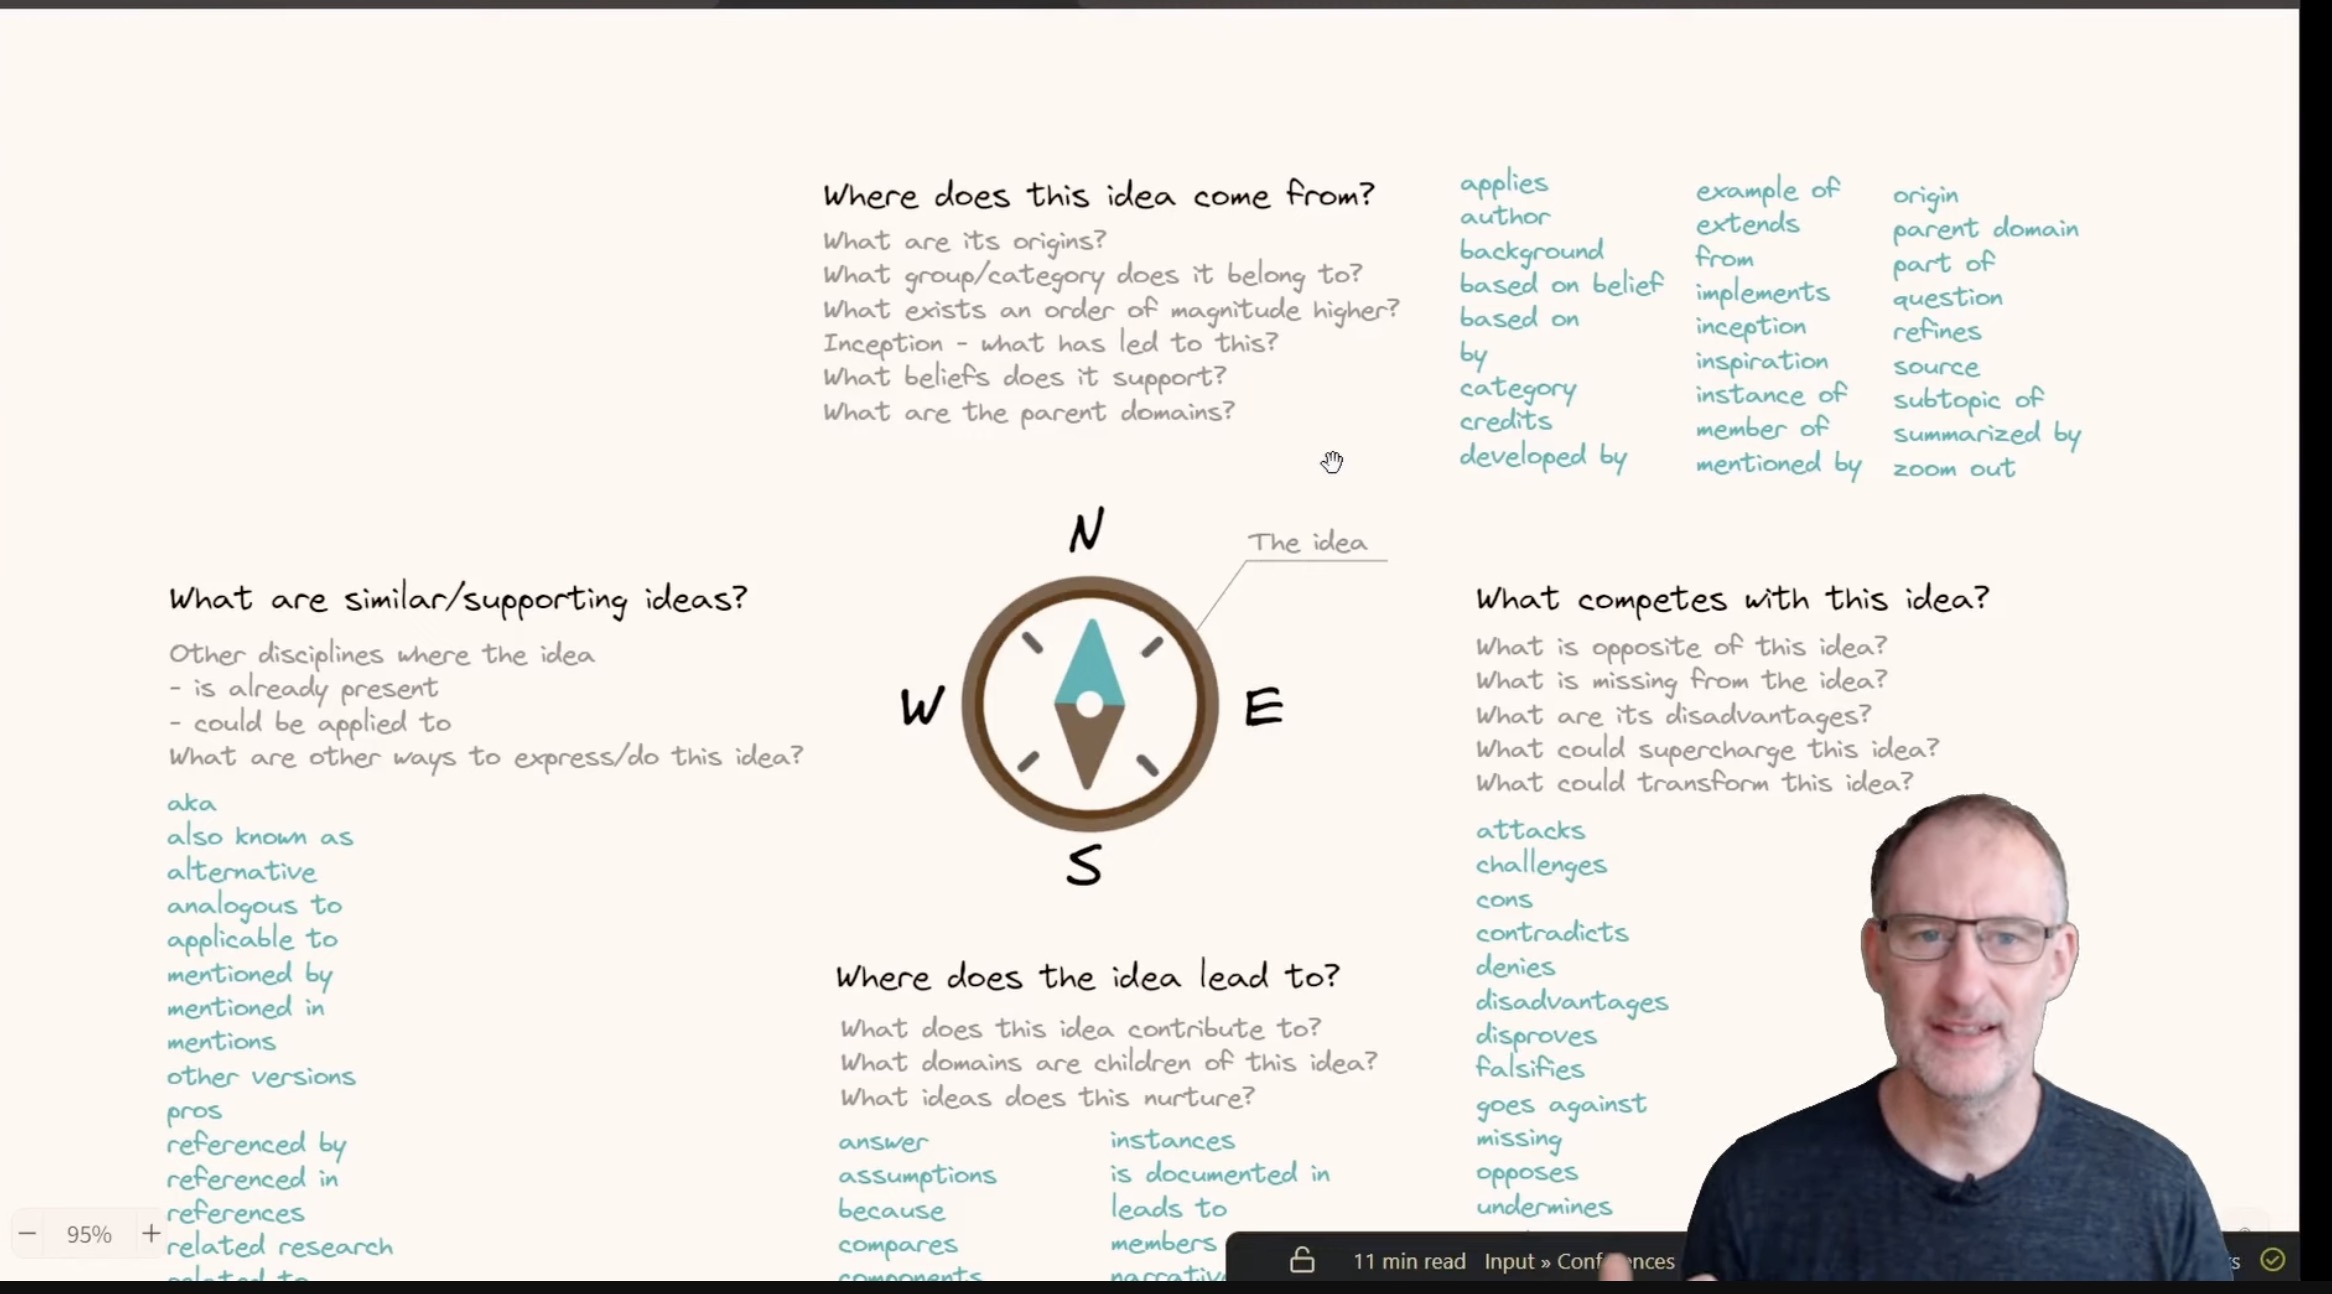 Where does this idea come from?
What are its origins?
What group/category does it belong to?
What exists an order of magnitude higher?
Inception - what has led to this?
What beliefs does it support?
What are the parent domains?
applies
author
background
based on belief
based on
by
category
credits
developed by
example of
extends
from
implements
inception
inspiration
instance of
member of
mentioned by
origin
parent domain
part of
question
refines
source
subtopic of
summarized by
zoom out
N
The idea
W
E
S
What are similar/supporting ideas?
Other disciplines where the idea
- is already present
- could be applied to
What are other ways to express/do this idea?
aka
also known as
alternative
analogous to
applicable to
mentioned by
mentioned in
mentions
other versions
pros
referenced by
referenced in
references
related research
related to
What competes with this idea?
What is opposite of this idea?
What is missing from the idea?
What are its disadvantages?
What could supercharge this idea?
What could transform this idea?
attacks
challenges
cons
contradicts
denies
disadvantages
disproves
falsifies
goes against
missing
opposes
undermines
Where does the idea lead to?
What does this idea contribute to?
What domains are children of this idea?
What ideas does this nurture?
answer
assumptions
because
compares
components
instances
is documented in
leads to
members
95%
11 min read Input »